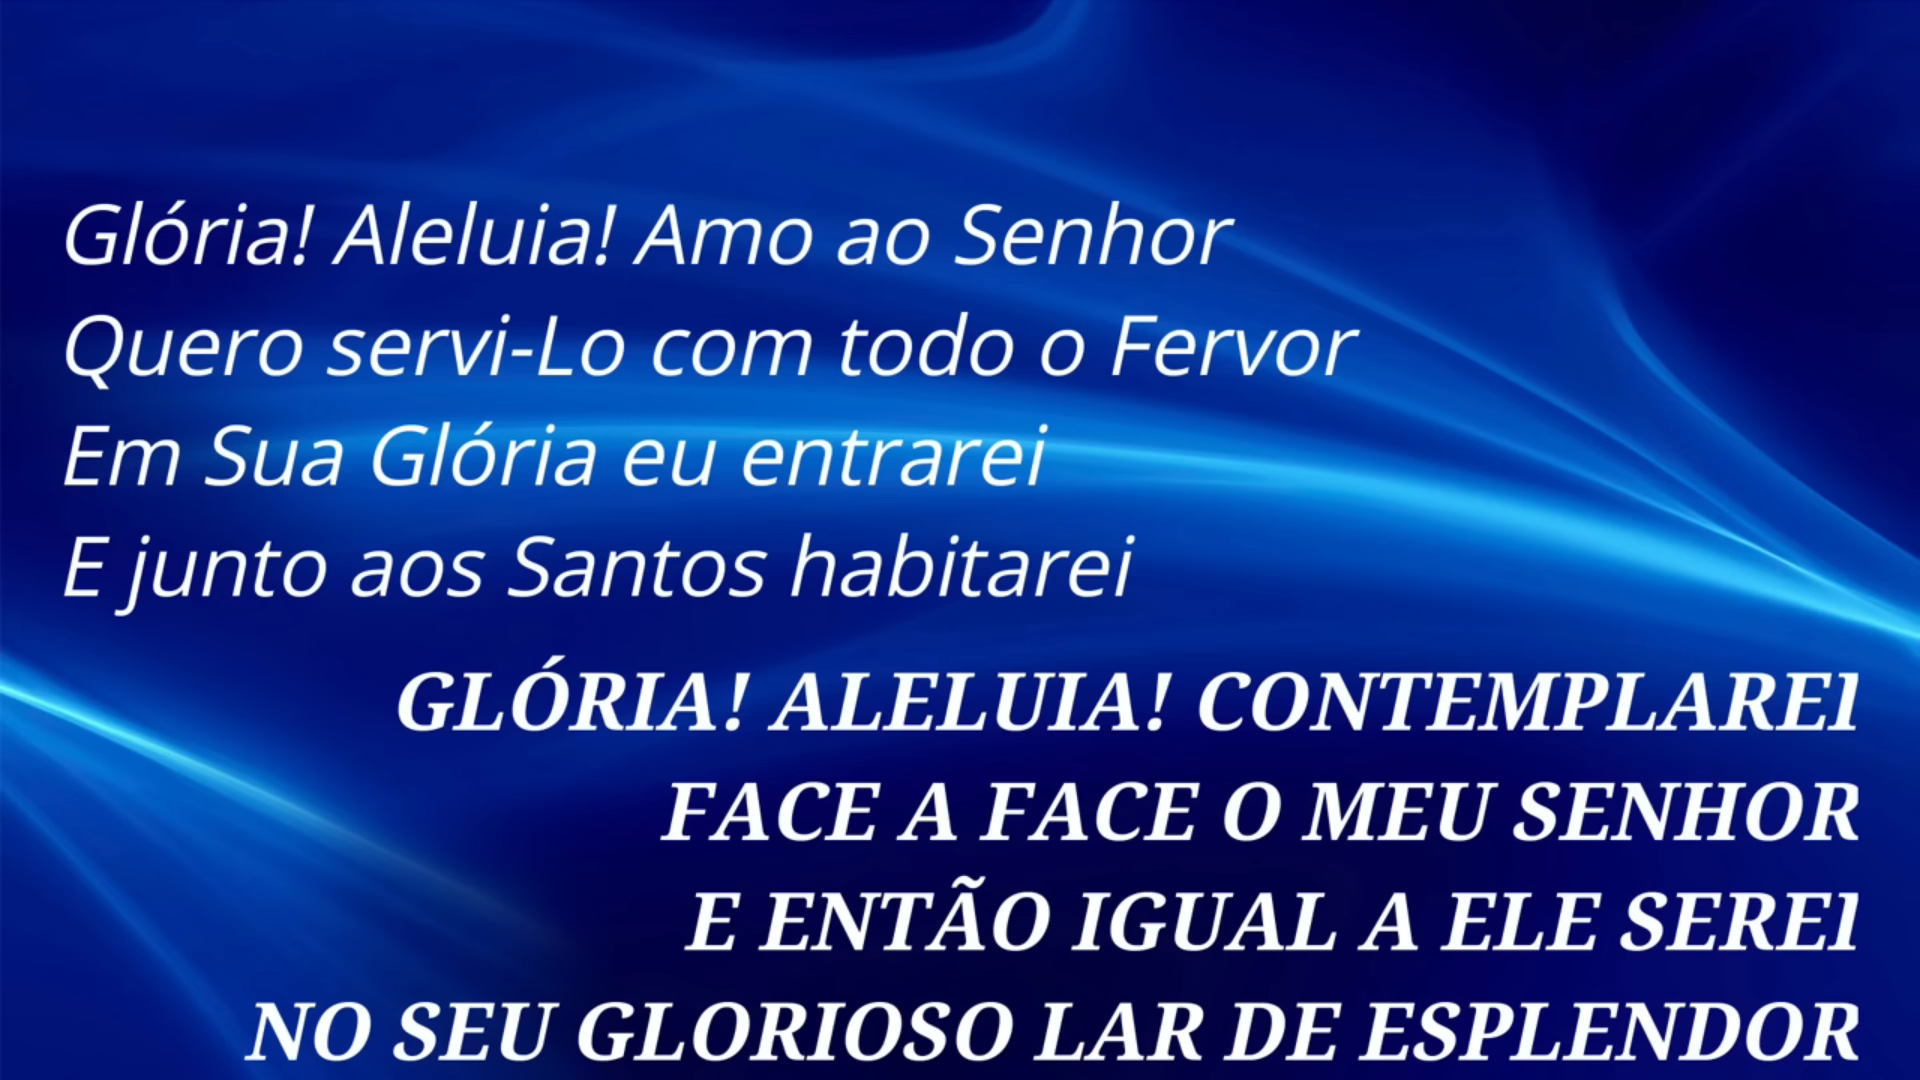 Glória! Aleluia! Amo ao Senhor
Quero servi-Lo com todo o Fervor
Em Sua Glória eu entrarei
E junto aos Santos habitarei
GLÓRIA! ALELUIA! CONTEMPLAREI
FACE A FACE O MEU SENHOR
E ENTÃO IGUAL A ELE SEREI
NO SEU GLORIOSO LAR DE ESPLENDOR